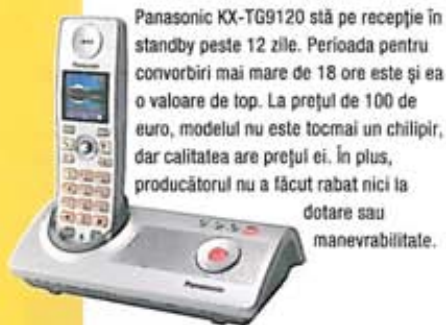 Panasonic KX-TG9120 stă pe recepție în
standby peste 12 zile. Perioada pentru
convorbiri mai mare de 18 ore este și ea
o valoare de top. La prețul de 100 de
euro, modelul nu este tocmai un chilipir,
dar calitatea are prețul ei. În plus,
producătorul nu a făcut rabat nici la
dotare sau
manevrabilitate.
Panasonic
Panasonic